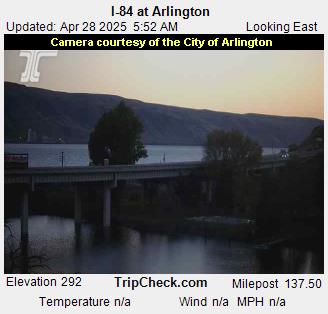 I-84 at Arlington
Updated: Apr 28 2025 5:52 AM Looking East
Camera courtesy of the City of Arlington
Elevation 292 TripCheck.com Milepost 137.50
Temperature n/a Wind n/a MPH n/a